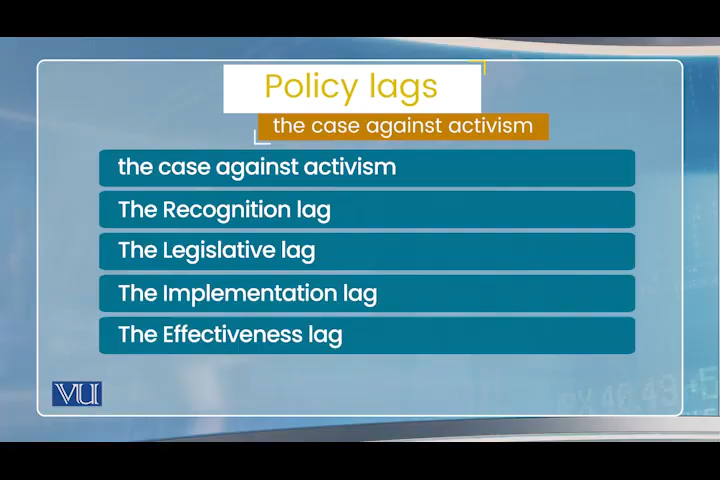 Policy lags
the case against activism
the case against activism
The Recognition lag
The Legislative lag
The Implementation lag
The Effectiveness lag
VU